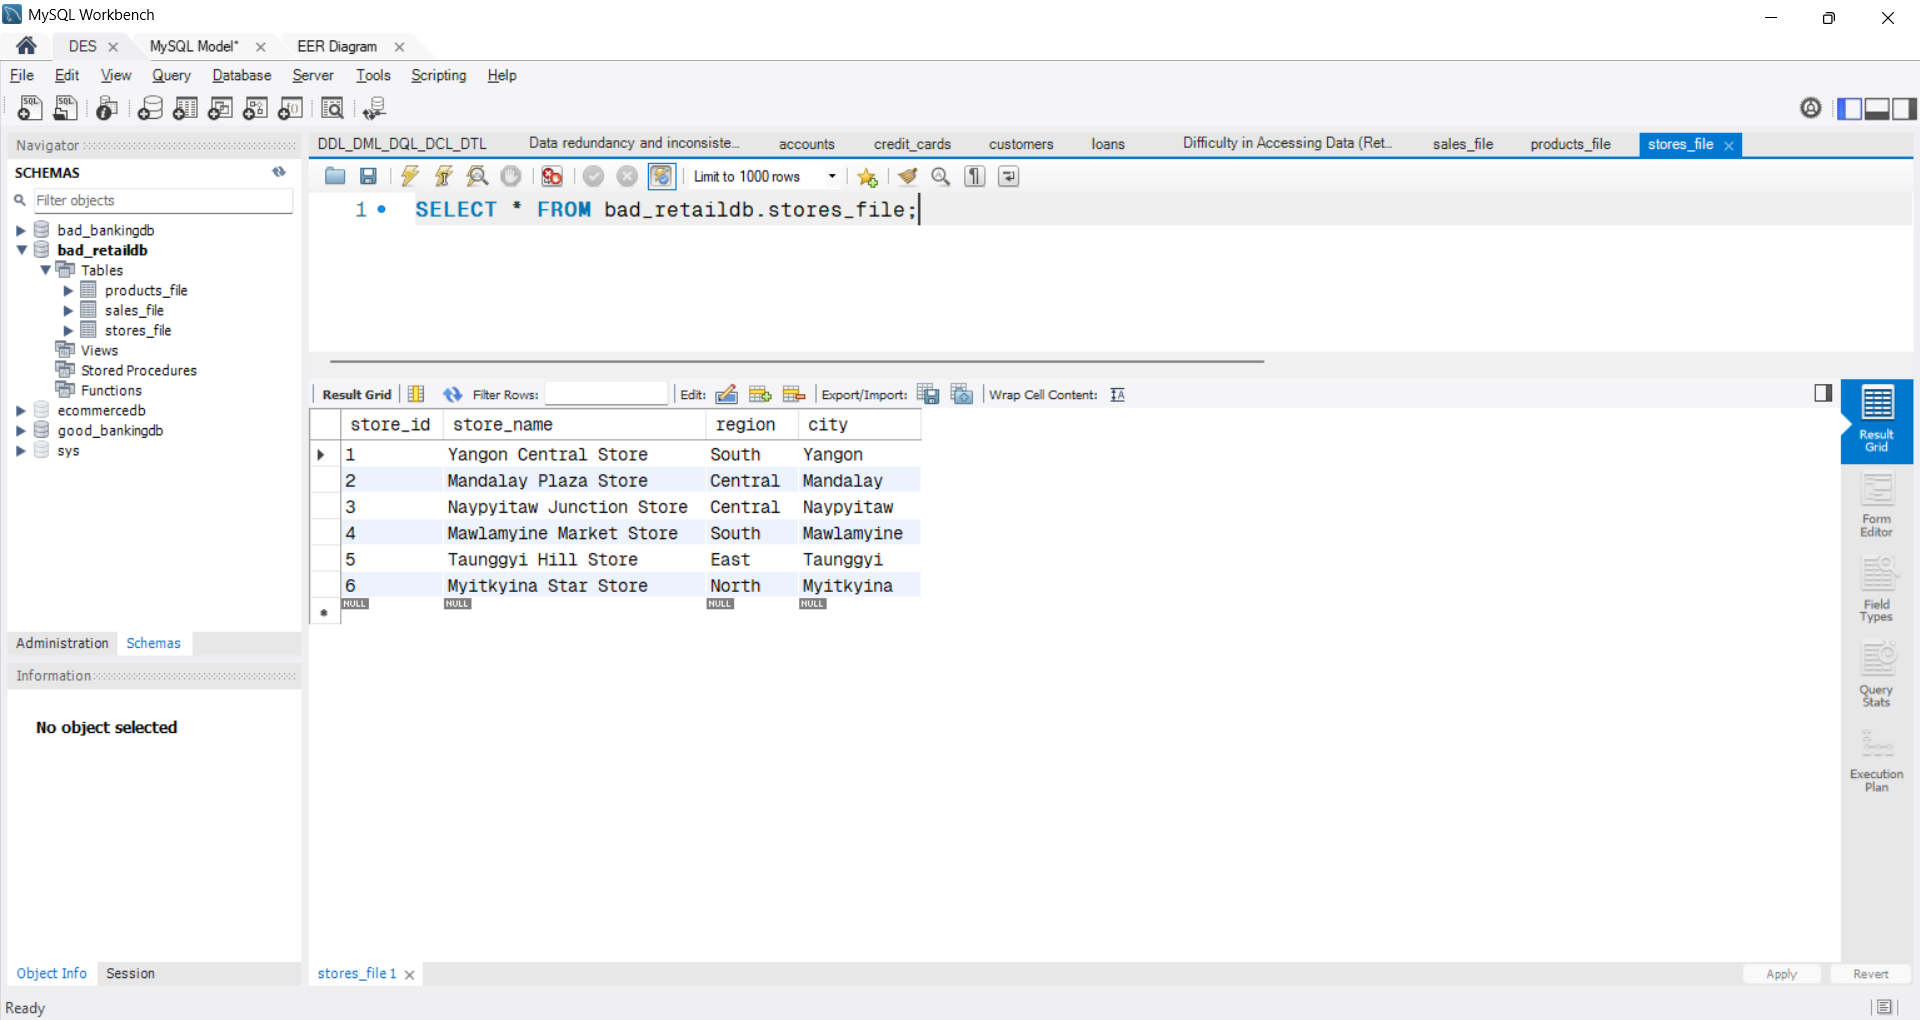 MySQL Workbench
DES
MySQL Model*
EER Diagram
File Edit View Query Database Server Tools Scripting Help
Navigator
SCHEMAS
Filter objects
bad_bankingdb
bad_retaildb
Tables
products_file
sales_file
stores_file
Views
Stored Procedures
Functions
ecommercedb
good_bankingdb
sys
Administration Schemas
Information
No object selected
Object Info Session
DDL_DML_DQL_DCL_DTL Data redundancy and inconsiste... accounts credit_cards customers loans Difficulty in Accessing Data (Ret... sales_file products_file stores_file
Limit to 1000 rows
1 SELECT * FROM bad_retaildb.stores_file;
Result Grid Filter Rows: Edit: Export/Import: Wrap Cell Content:
store_id store_name region city
1 Yangon Central Store South Yangon
2 Mandalay Plaza Store Central Mandalay
3 Naypyitaw Junction Store Central Naypyitaw
4 Mawlamyine Market Store South Mawlamyine
5 Taunggyi Hill Store East Taunggyi
6 Myitkyina Star Store North Myitkyina
NULL NULL NULL NULL
Result
Grid
Form
Editor
Field
Types
Query
Stats
Execution
Plan
stores_file 1
Apply Revert
Ready